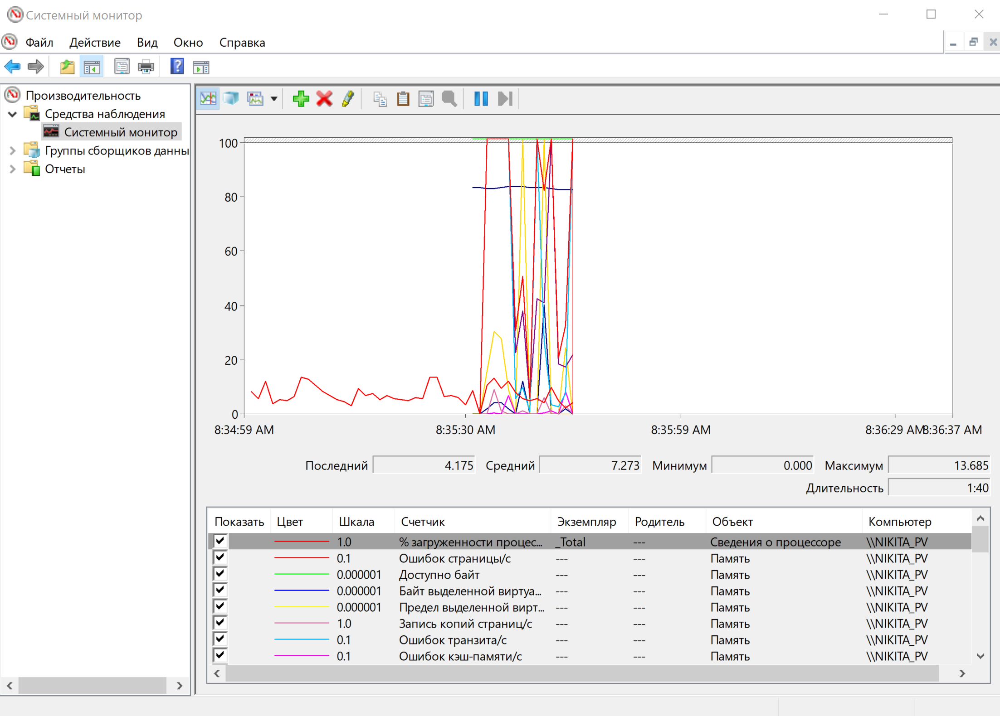 Системный монитор
Файл Действие Вид Окно Справка
Производительность
Средства наблюдения
Системный монитор
Группы сборщиков данны
Отчеты
100
80
60
40
20
0
8:34:59 AM 8:35:30 AM 8:35:59 AM 8:36:29 AM 8:36:37 AM
Последний 4.175 Средний 7.273 Минимум 0.000 Максимум 13.685
Длительность 1:40
Показать Цвет Шкала Счетчик Экземпляр Родитель Объект Компьютер
1.0 % загруженности процес... _Total --- Сведения о процессоре \\NIKITA_PV
0.1 Ошибок страницы/с --- --- Память \\NIKITA_PV
0.000001 Доступно байт --- --- Память \\NIKITA_PV
0.000001 Байт выделенной виртуа... --- --- Память \\NIKITA_PV
0.000001 Предел выделенной вирт... --- --- Память \\NIKITA_PV
1.0 Запись копий страниц/с --- --- Память \\NIKITA_PV
0.1 Ошибок транзита/с --- --- Память \\NIKITA_PV
0.1 Ошибок кэш-памяти/с --- --- Память \\NIKITA_PV